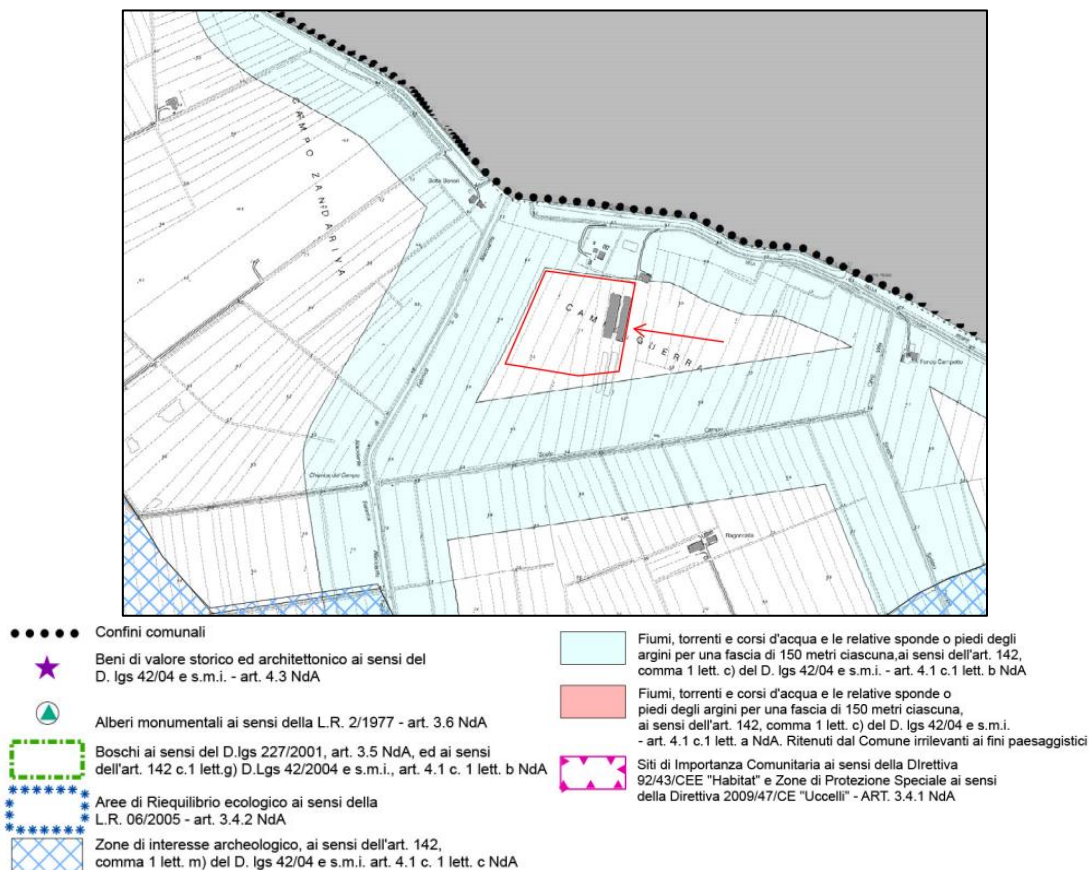 CAMPO ZANDARIVA
CAMPO GUERRA
Fondo Campetto
Chiavica del Campo
Scolo
Campo
Ragonnata
Confini comunali
Beni di valore storico ed architettonico ai sensi del
D. lgs 42/04 e s.m.i. - art. 4.3 NdA
Alberi monumentali ai sensi della L.R. 2/1977 - art. 3.6 NdA
Boschi ai sensi del D.lgs 227/2001, art. 3.5 NdA, ed ai sensi
dell'art. 142 c.1 lett.g) D.Lgs 42/2004 e s.m.i., art. 4.1 c. 1 lett. b NdA
Aree di Riequilibrio ecologico ai sensi della
L.R. 06/2005 - art. 3.4.2 NdA
Zone di interesse archeologico, ai sensi dell'art. 142,
comma 1 lett. m) del D. lgs 42/04 e s.m.i. art. 4.1 c. 1 lett. c NdA
Fiumi, torrenti e corsi d'acqua e le relative sponde o piedi degli
argini per una fascia di 150 metri ciascuna,ai sensi dell'art. 142,
comma 1 lett. c) del D. lgs 42/04 e s.m.i. - art. 4.1 c.1 lett. b NdA
Fiumi, torrenti e corsi d'acqua e le relative sponde o
piedi degli argini per una fascia di 150 metri ciascuna,
ai sensi dell'art. 142, comma 1 lett. c) del D. lgs 42/04 e s.m.i.
- art. 4.1 c.1 lett. a NdA. Ritenuti dal Comune irrilevanti ai fini paesaggistici
Siti di Importanza Comunitaria ai sensi della DIrettiva
92/43/CEE "Habitat" e Zone di Protezione Speciale ai sensi
della Direttiva 2009/47/CE "Uccelli" - ART. 3.4.1 NdA